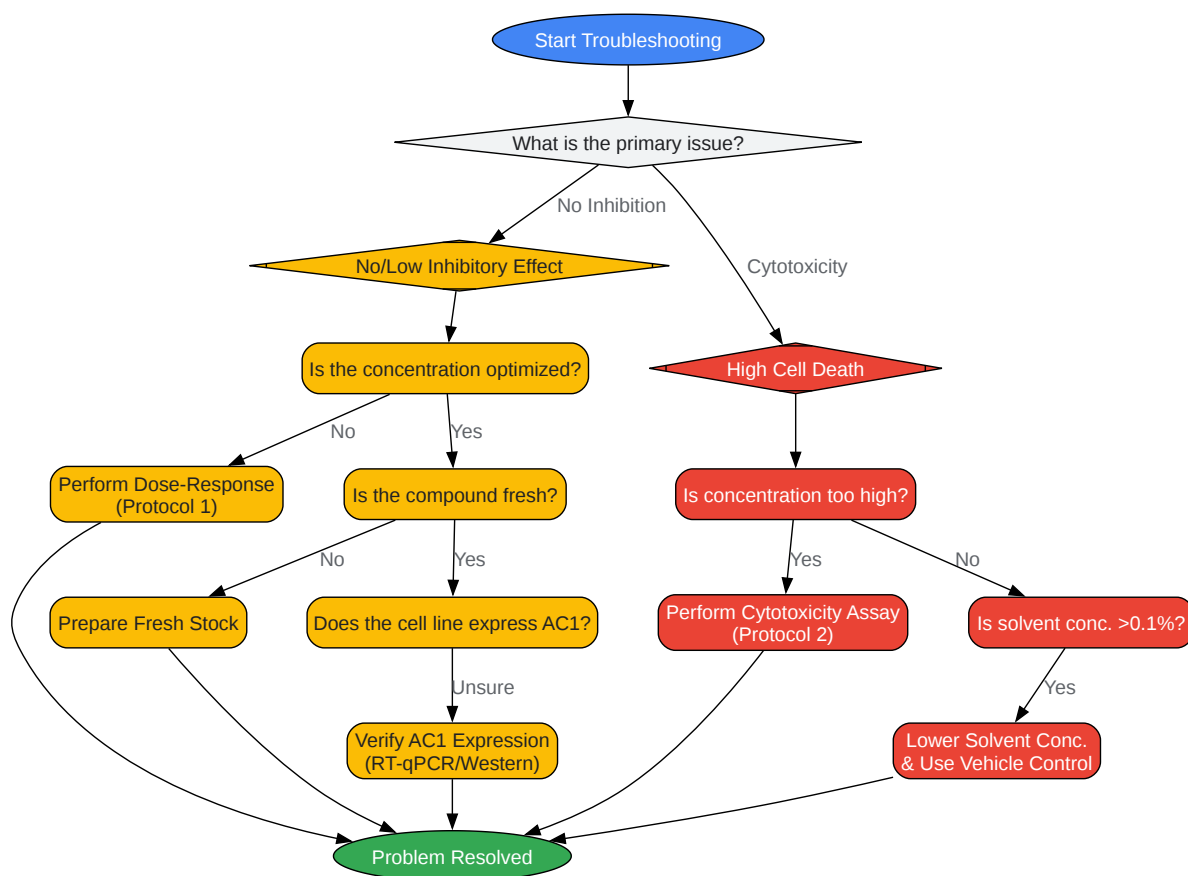 Start Troubleshooting
What is the primary issue?
No Inhibition
No/Low Inhibitory Effect
Cytotoxicity
Is the concentration optimized?
High Cell Death
No
Yes
Perform Dose-Response
(Protocol 1)
Is the compound fresh?
Is concentration too high?
No
Yes
Yes
No
Prepare Fresh Stock
Does the cell line express AC1?
Perform Cytotoxicity Assay
(Protocol 2)
Is solvent conc. >0.1%?
Unsure
Yes
Verify AC1 Expression
(RT-qPCR/Western)
Lower Solvent Conc.
& Use Vehicle Control
Problem Resolved